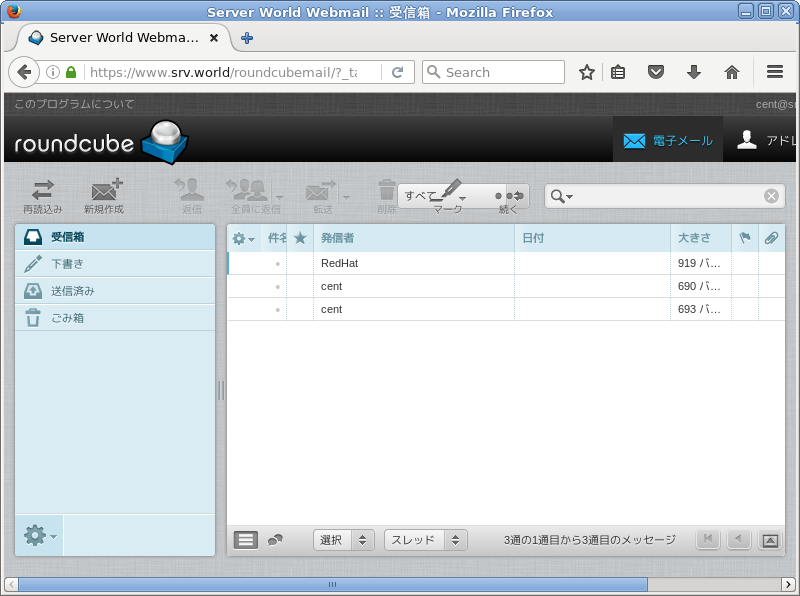 Server World Webmail :: 受信箱 - Mozilla Firefox
Server World Webma...
https://www.srv.world/roundcubemail/?_ta
Search
このプログラムについて
cent@sr
roundcube
電子メール
アドレ
再読込み
新規作成
返信
全員に返信
転送
削除
すべて
マーク
続く
受信箱
下書き
送信済み
ごみ箱
件名 発信者 日付 大きさ
RedHat 919 バ...
cent 690 バ...
cent 693 バ...
選択
スレッド
3通の1通目から3通目のメッセージ